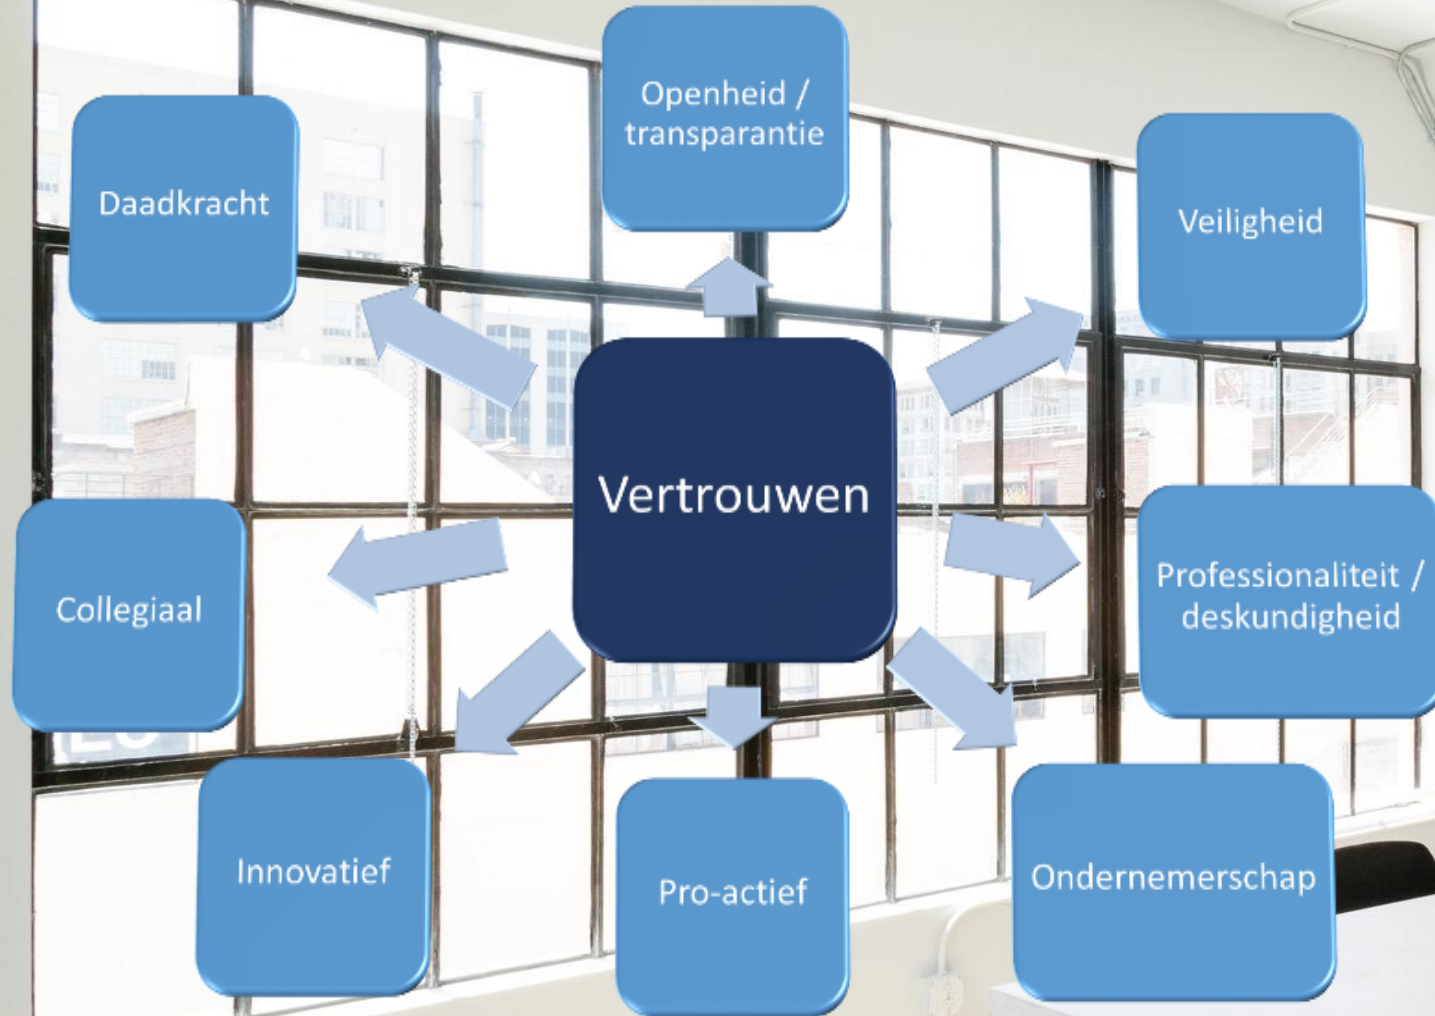 Openheid /
transparantie
Daadkracht
Veiligheid
Vertrouwen
Professionaliteit /
deskundigheid
Collegiaal
Innovatief
Pro-actief
Ondernemerschap